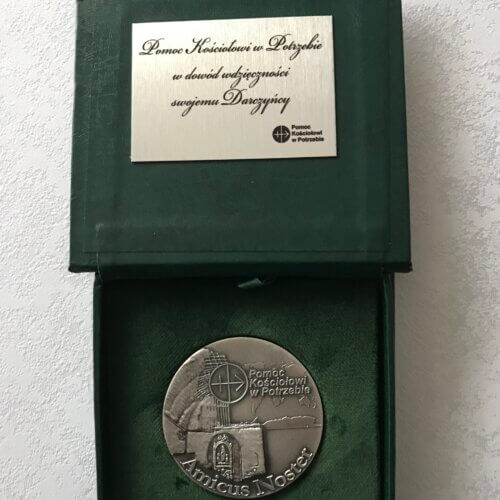 Pomoc Kościołowi w Potrzebie
w dowód wdzięczności
swojemu Darczyńcy
Pomoc
Kościołowi
w Potrzebie
Pomoc
Kościołowi
w Potrzebie
Amicus Noster